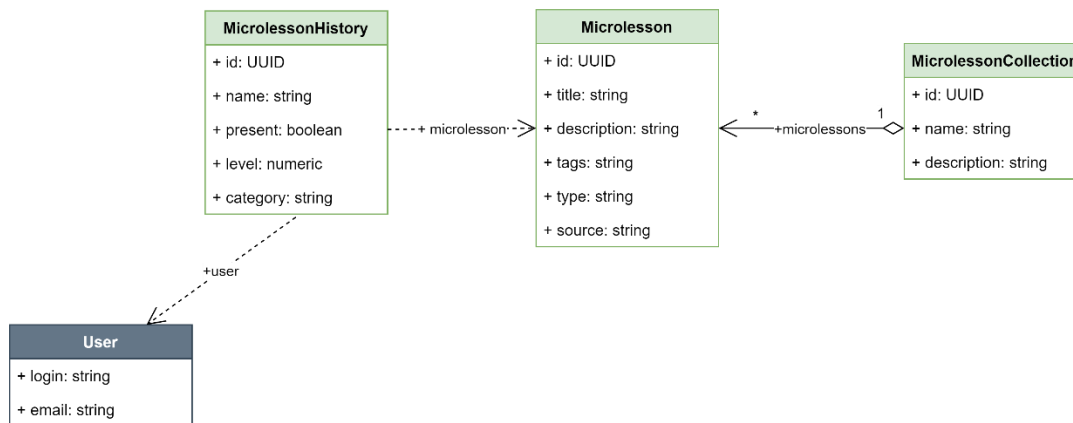 MicrolessonHistory
+ id: UUID
+ name: string
+ present: boolean
+ level: numeric
+ category: string
+ microlesson
Microlesson
+ id: UUID
+ title: string
+ description: string
+ tags: string
+ type: string
+ source: string
*
1
+microlessons
MicrolessonCollection
+ id: UUID
+ name: string
+ description: string
+user
User
+ login: string
+ email: string